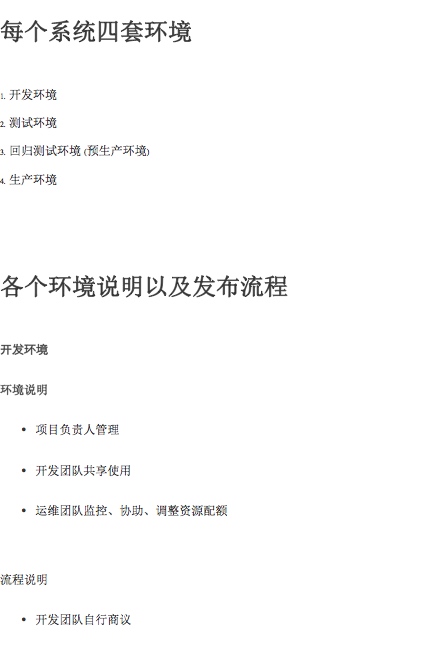 每个系统四套环境
1. 开发环境
2. 测试环境
3. 回归测试环境 (预生产环境)
4. 生产环境
各个环境说明以及发布流程
开发环境
环境说明
• 项目负责人管理
• 开发团队共享使用
• 运维团队监控、协助、调整资源配额
流程说明
• 开发团队自行商议